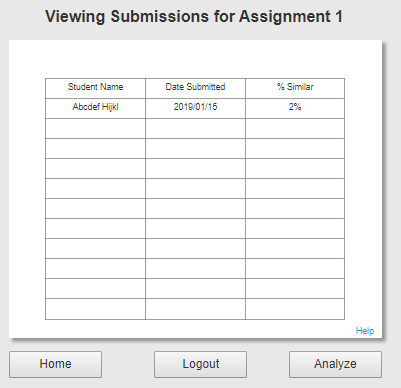 Viewing Submissions for Assignment 1
Student Name Date Submitted % Similar
Abcdef Hijkl 2019/01/15 2%
Help
Home Logout Analyze